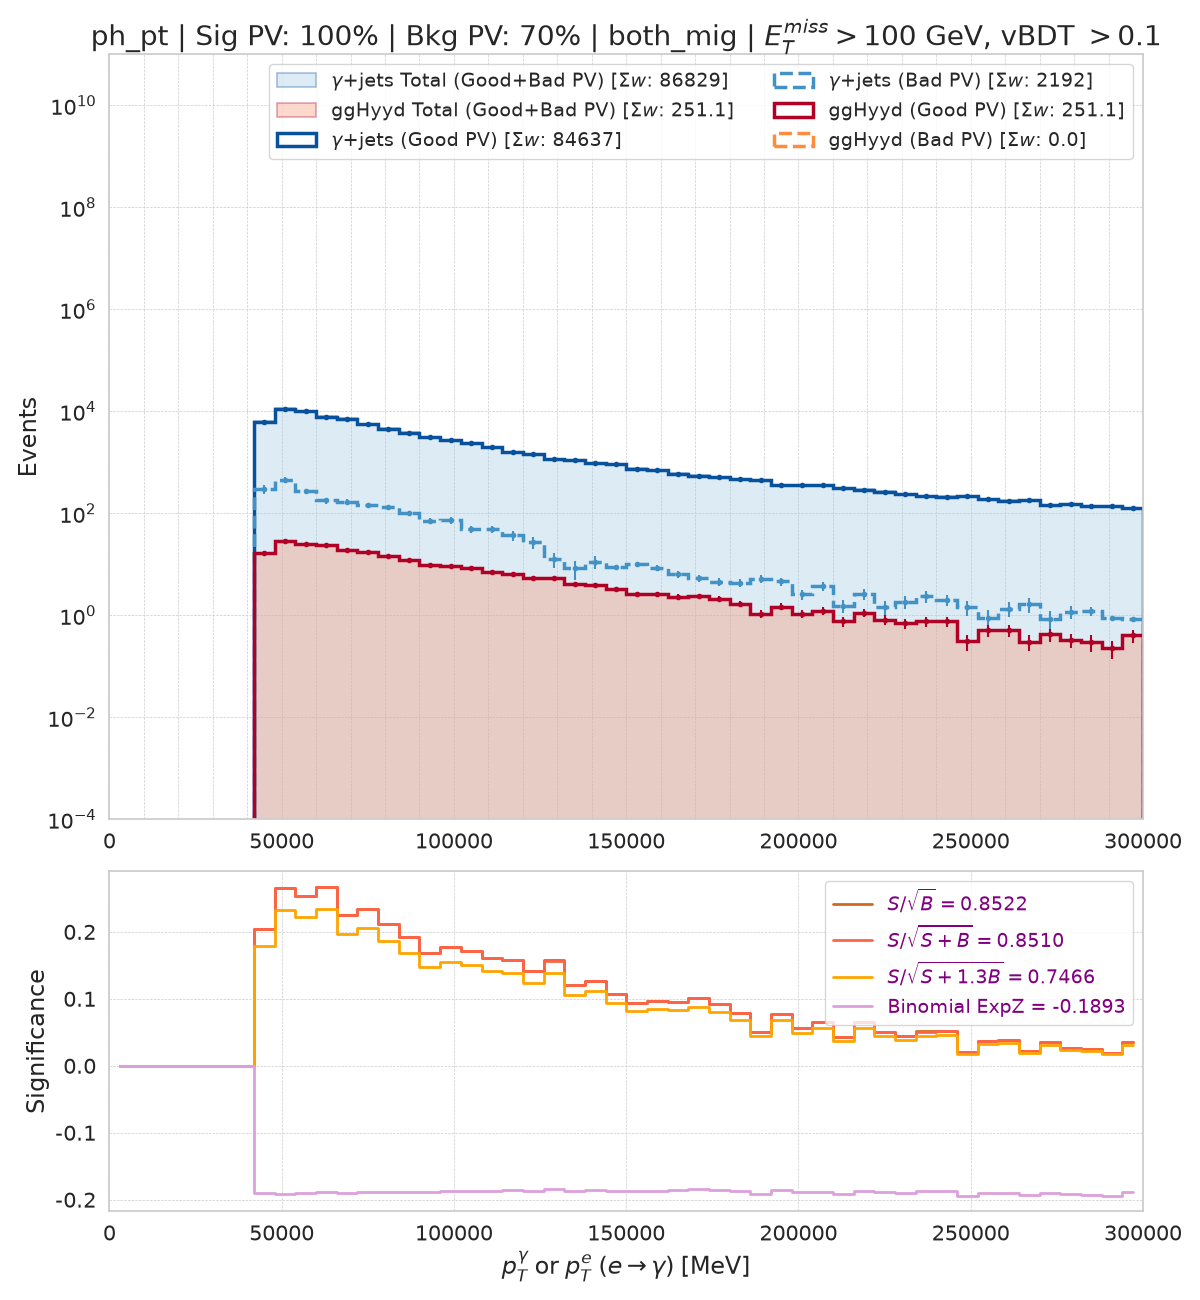 ph_pt | Sig PV: 100% | Bkg PV: 70% | both_mig | E_T^miss > 100 GeV, vBDT > 0.1
γ+jets Total (Good+Bad PV) [Σw: 86829]
ggHyyd Total (Good+Bad PV) [Σw: 251.1]
γ+jets (Good PV) [Σw: 84637]
γ+jets (Bad PV) [Σw: 2192]
ggHyyd (Good PV) [Σw: 251.1]
ggHyyd (Bad PV) [Σw: 0.0]
Events
10^10
10^8
10^6
10^4
10^2
10^0
10^−2
10^−4
0 50000 100000 150000 200000 250000 300000
Significance
0.2
0.1
0.0
-0.1
-0.2
S/√B = 0.8522
S/√S + B = 0.8510
S/√S + 1.3B = 0.7466
Binomial ExpZ = -0.1893
0 50000 100000 150000 200000 250000 300000
p_T^γ or p_T^e (e → γ) [MeV]